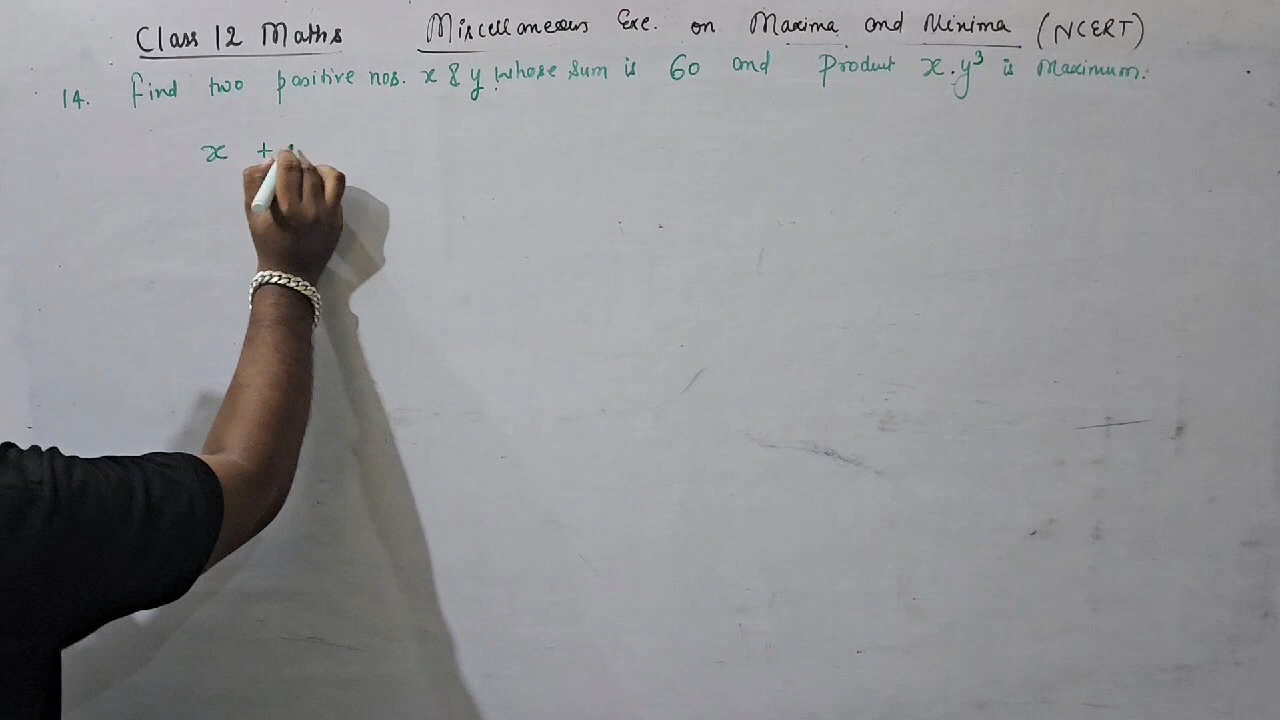 Class 12 Maths Miscellaneous Exe. on Maxima and Minima (NCERT)
14. Find two positive nos. x & y whose sum is 60 and Product x.y³ is Maximum.
x +